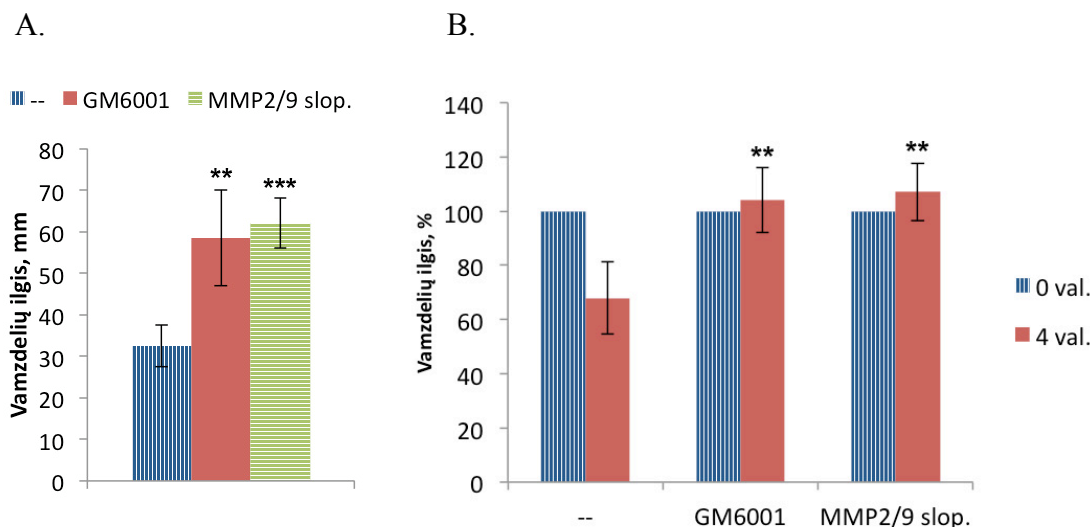 A.
-- GM6001 MMP2/9 slop.
Vamzdelių ilgis, mm
80
70
60
50
40
30
20
10
0
**
***
B.
Vamzdelių ilgis, %
140
120
100
80
60
40
20
0
**
**
-- GM6001 MMP2/9 slop.
0 val.
4 val.